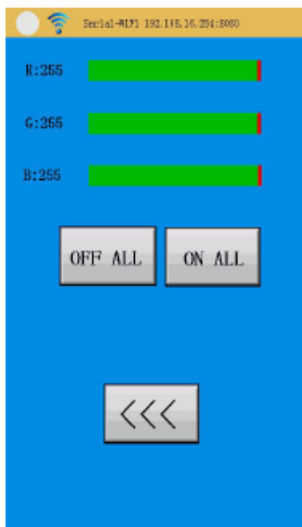 Serial-WiFi 192.168.16.254:8080
R:255
G:255
B:255
OFF ALL
ON ALL
<<<